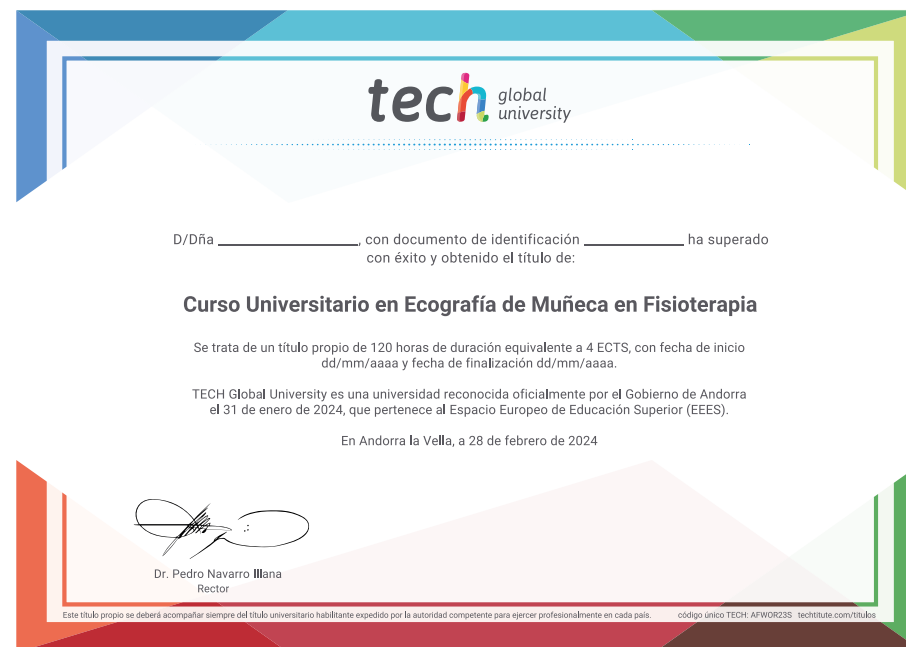 tech global university
D/Dña ____________________, con documento de identificación ______________ ha superado
con éxito y obtenido el título de:
Curso Universitario en Ecografía de Muñeca en Fisioterapia
Se trata de un título propio de 120 horas de duración equivalente a 4 ECTS, con fecha de inicio
dd/mm/aaaa y fecha de finalización dd/mm/aaaa.
TECH Global University es una universidad reconocida oficialmente por el Gobierno de Andorra
el 31 de enero de 2024, que pertenece al Espacio Europeo de Educación Superior (EEES).
En Andorra la Vella, a 28 de febrero de 2024
Dr. Pedro Navarro Illana
Rector
Este título propio se deberá acompañar siempre del título universitario habilitante expedido por la autoridad competente para ejercer profesionalmente en cada país. código único TECH: AFWOR23S techtitute.com/titulos